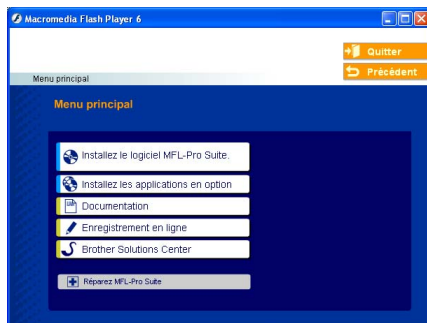 Macromedia Flash Player 6
Quitter
Précédent
Menu principal
Menu principal
Installez le logiciel MFL-Pro Suite.
Installez les applications en option
Documentation
Enregistrement en ligne
Brother Solutions Center
Réparez MFL-Pro Suite